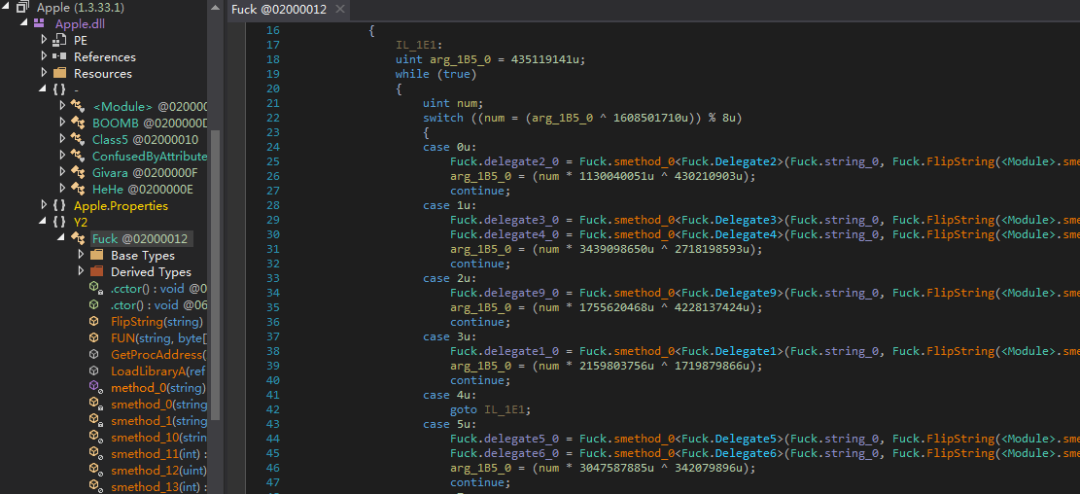 Apple (1.3.33.1)
Apple.dll
PE
References
Resources
{ } -
<Module> @02000
BOOMB @0200000D
Class5 @02000010
ConfusedByAttribute
Givara @0200000F
HeHe @0200000E
{ } Apple.Properties
{ } Y2
Fuck @02000012
Base Types
Derived Types
.cctor() : void @0
.ctor() : void @06
FlipString(string)
FUN(string, byte[
GetProcAddress(
LoadLibraryA(ref
method_0(string)
smethod_0(string
smethod_1(string
smethod_10(strin
smethod_11(int) :
smethod_12(uint)
smethod_13(int) :
Fuck @02000012 ×
16 {
17 IL_1E1:
18 uint arg_1B5_0 = 435119141u;
19 while (true)
20 {
21 uint num;
22 switch ((num = (arg_1B5_0 ^ 1608501710u)) % 8u)
23 {
24 case 0u:
25 Fuck.delegate2_0 = Fuck.smethod_0<Fuck.Delegate2>(Fuck.string_0, Fuck.FlipString(<Module>.sme
26 arg_1B5_0 = (num * 1130040051u ^ 430210903u);
27 continue;
28 case 1u:
29 Fuck.delegate3_0 = Fuck.smethod_0<Fuck.Delegate3>(Fuck.string_0, Fuck.FlipString(<Module>.sme
30 Fuck.delegate4_0 = Fuck.smethod_0<Fuck.Delegate4>(Fuck.string_0, Fuck.FlipString(<Module>.sme
31 arg_1B5_0 = (num * 3439098650u ^ 2718198593u);
32 continue;
33 case 2u:
34 Fuck.delegate9_0 = Fuck.smethod_0<Fuck.Delegate9>(Fuck.string_0, Fuck.FlipString(<Module>.sme
35 arg_1B5_0 = (num * 1755620468u ^ 4228137424u);
36 continue;
37 case 3u:
38 Fuck.delegate1_0 = Fuck.smethod_0<Fuck.Delegate1>(Fuck.string_0, Fuck.FlipString(<Module>.sme
39 arg_1B5_0 = (num * 2159803756u ^ 1719879866u);
40 continue;
41 case 4u:
42 goto IL_1E1;
43 case 5u:
44 Fuck.delegate5_0 = Fuck.smethod_0<Fuck.Delegate5>(Fuck.string_0, Fuck.FlipString(<Module>.sme
45 Fuck.delegate6_0 = Fuck.smethod_0<Fuck.Delegate6>(Fuck.string_0, Fuck.FlipString(<Module>.sme
46 arg_1B5_0 = (num * 3047587885u ^ 342079896u);
47 continue;